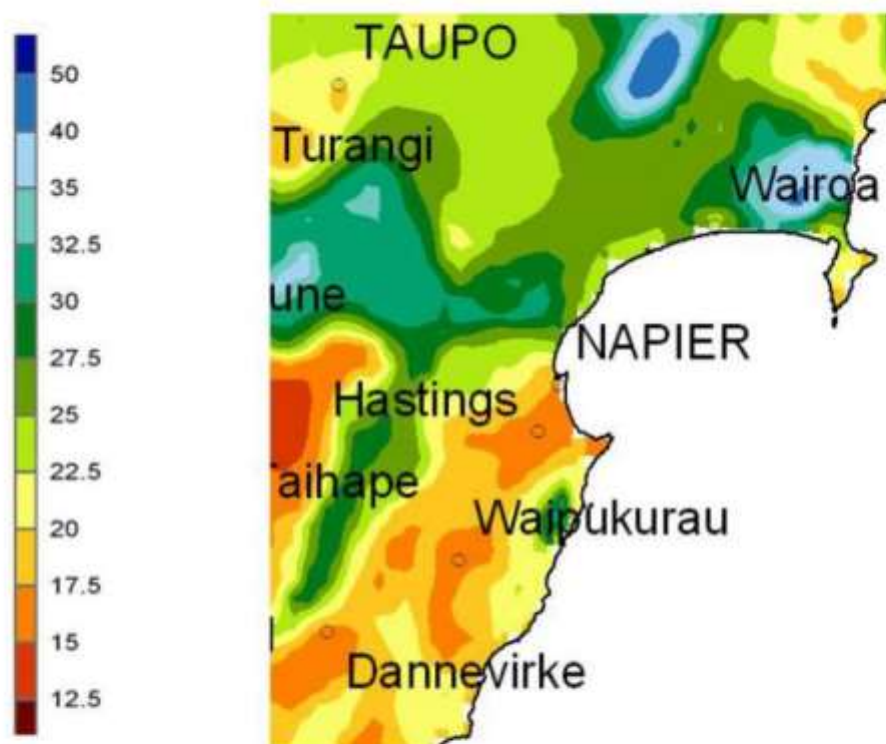 50
40
35
32.5
30
27.5
25
22.5
20
17.5
15
12.5
TAUPO
Turangi
Wairoa
une
NAPIER
Hastings
aihape
Waipukurau
Dannevirke